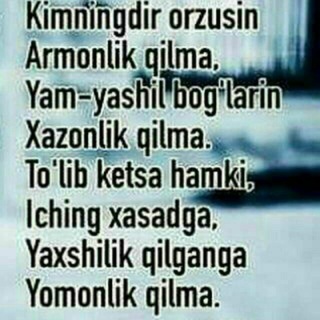 Kimningdir orzusin
Armonlik qilma,
Yam-yashil bog'larin
Xazonlik qilma.
To'lib ketsa hamki,
Iching xasadga,
Yaxshilik qilganga
Yomonlik qilma.